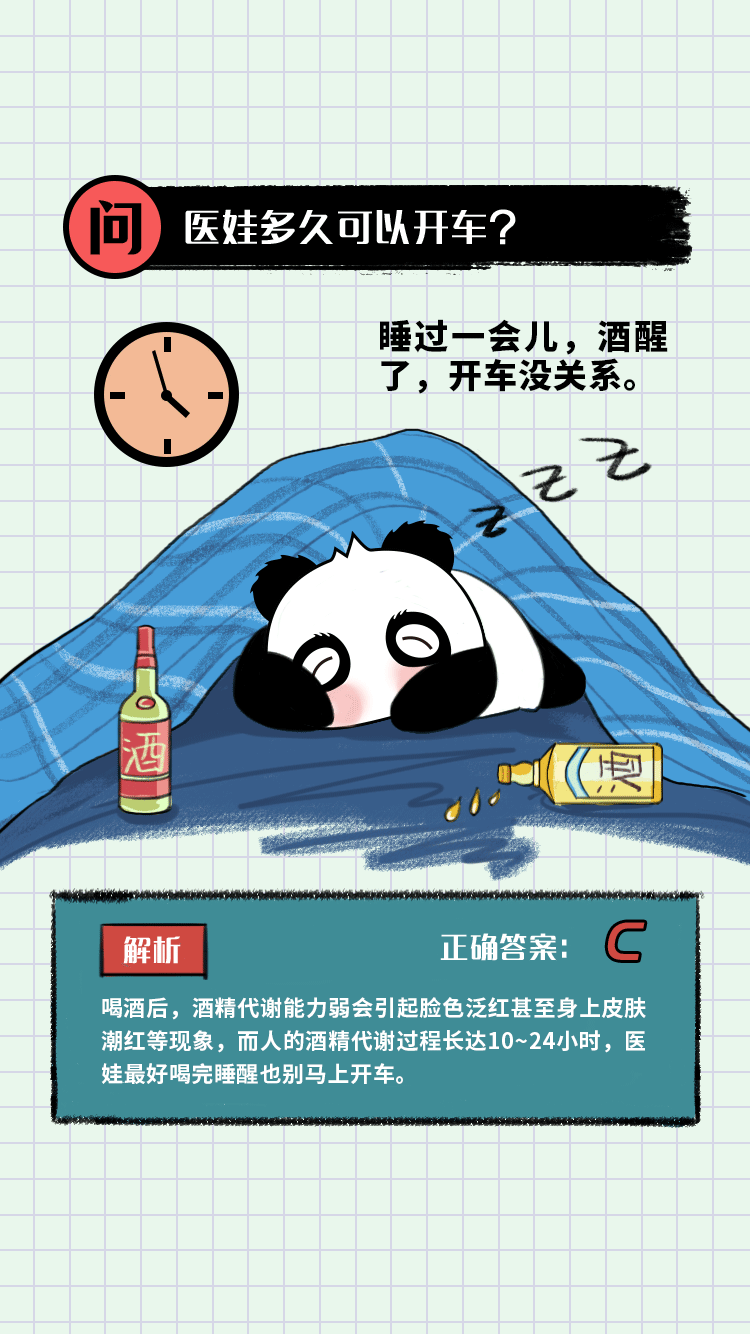 问
医娃多久可以开车?
睡过一会儿，酒醒
了，开车没关系。
z z z
酒
酒
解析
正确答案: C
喝酒后，酒精代谢能力弱会引起脸色泛红甚至身上皮肤
潮红等现象，而人的酒精代谢过程长达10~24小时，医
娃最好喝完睡醒也别马上开车。